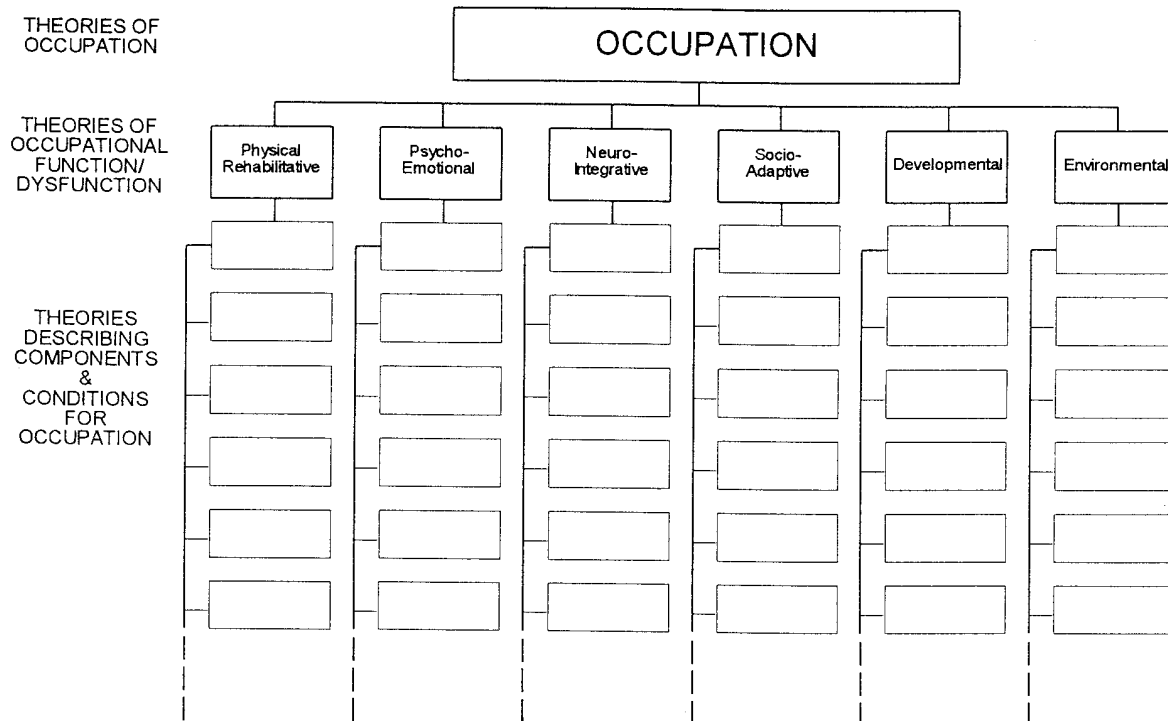 THEORIES OF
OCCUPATION
OCCUPATION
THEORIES OF
OCCUPATIONAL
FUNCTION/
DYSFUNCTION
Physical
Rehabilitative
Psycho-
Emotional
Neuro-
Integrative
Socio-
Adaptive
Developmental
Environmental
THEORIES
DESCRIBING
COMPONENTS
&
CONDITIONS
FOR
OCCUPATION